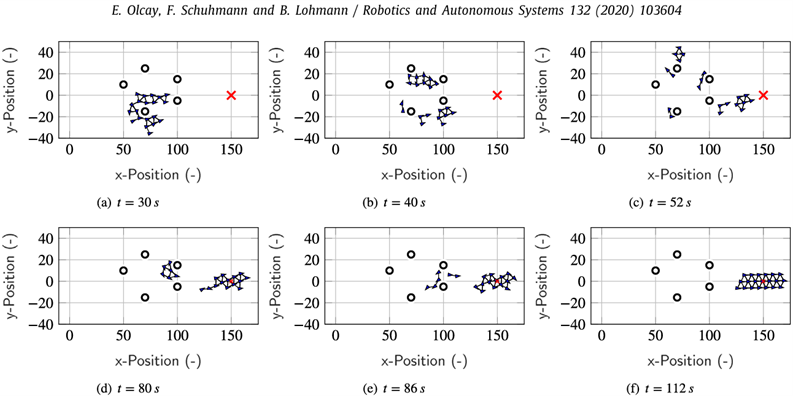 E. Olcay, F. Schuhmann and B. Lohmann / Robotics and Autonomous Systems 132 (2020) 103604
y-Position (-)
40
20
0
−20
−40
0 50 100 150
x-Position (-)
(a) t = 30 s
y-Position (-)
40
20
0
−20
−40
0 50 100 150
x-Position (-)
(b) t = 40 s
y-Position (-)
40
20
0
−20
−40
0 50 100 150
x-Position (-)
(c) t = 52 s
y-Position (-)
40
20
0
−20
−40
0 50 100 150
x-Position (-)
(d) t = 80 s
y-Position (-)
40
20
0
−20
−40
0 50 100 150
x-Position (-)
(e) t = 86 s
y-Position (-)
40
20
0
−20
−40
0 50 100 150
x-Position (-)
(f) t = 112 s